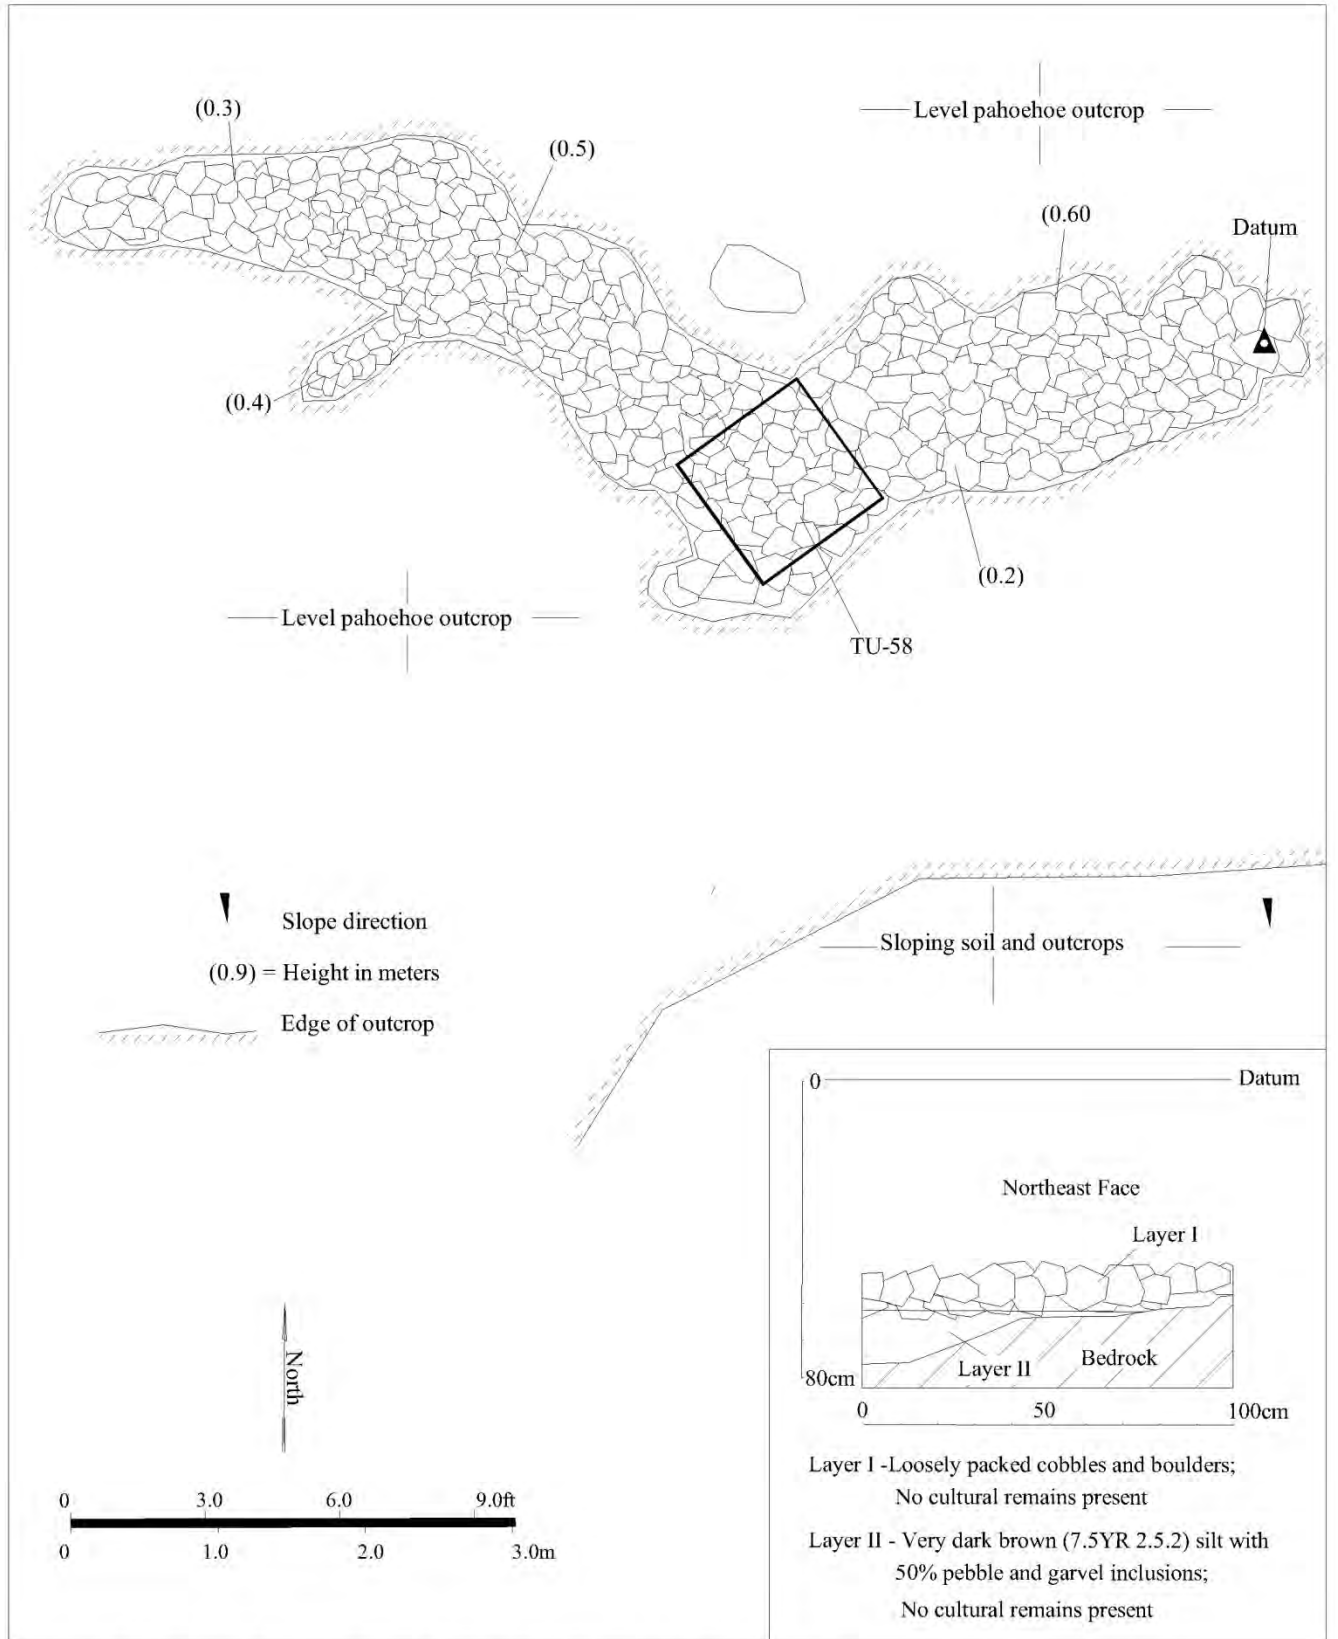 (0.3)
Level pahoehoe outcrop
(0.5)
(0.60
Datum
(0.4)
(0.2)
Level pahoehoe outcrop
TU-58
Slope direction
Sloping soil and outcrops
(0.9) = Height in meters
Edge of outcrop
0
Datum
Northeast Face
Layer I
Layer II
Bedrock
80cm
0 50 100cm
North
Layer I -Loosely packed cobbles and boulders;
No cultural remains present
0 3.0 6.0 9.0ft
0 1.0 2.0 3.0m
Layer II - Very dark brown (7.5YR 2.5.2) silt with
50% pebble and garvel inclusions;
No cultural remains present